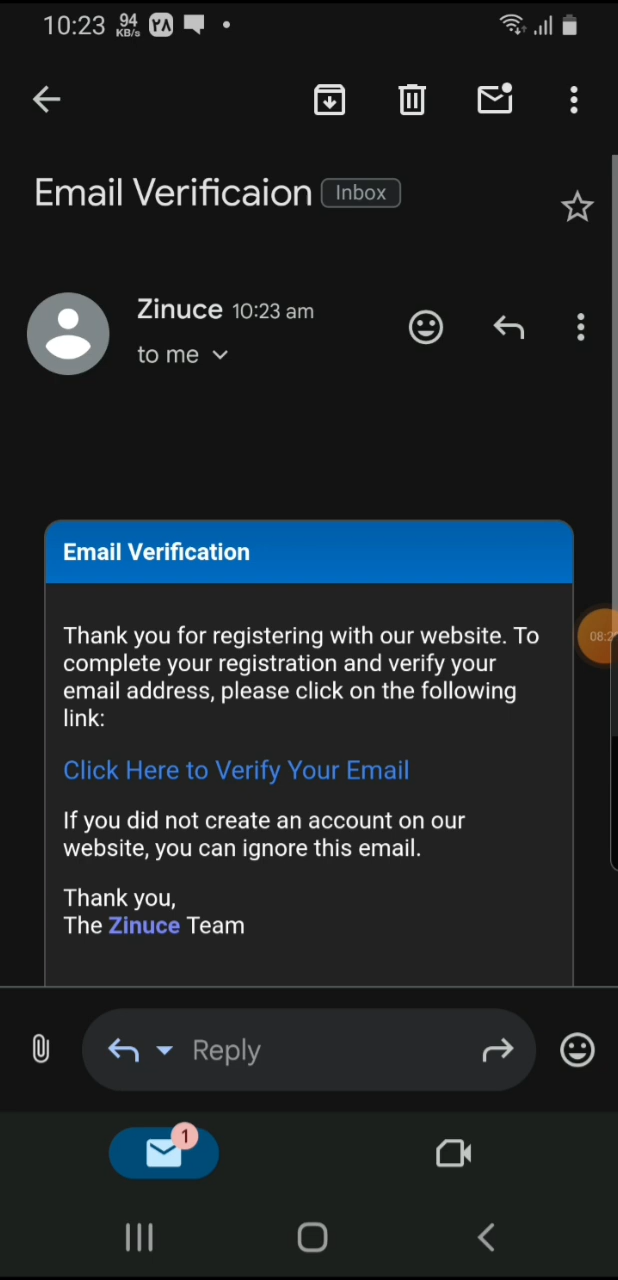 10:23 94 KB/s ٢٨
Email Verificaion Inbox
Zinuce 10:23 am
to me
Email Verification
Thank you for registering with our website. To
complete your registration and verify your
email address, please click on the following
link:
08:2
Click Here to Verify Your Email
If you did not create an account on our
website, you can ignore this email.
Thank you,
The Zinuce Team
Reply
1